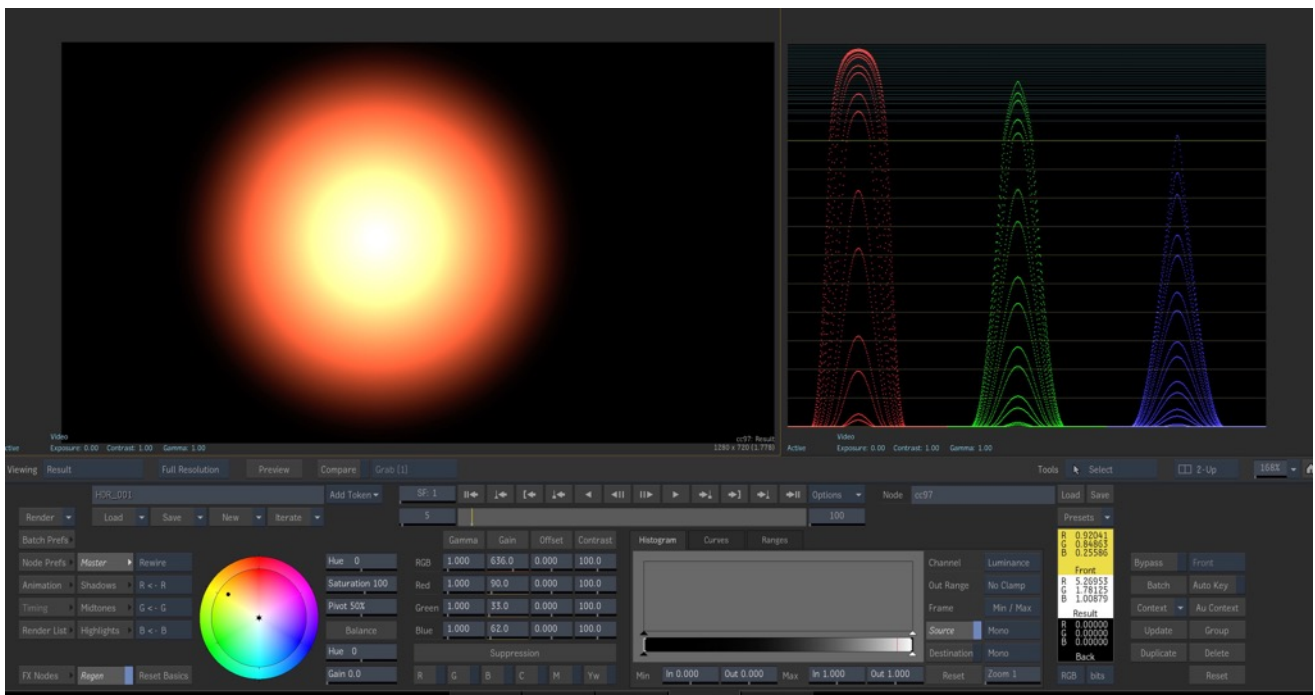 cc97: Result
Video
Active Exposure: 0.00 Contrast: 1.00 Gamma: 1.00
1280 x 720 (1.778)
Video
Active Exposure: 0.00 Contrast: 1.00 Gamma: 1.00
Viewing Result Full Resolution Preview Compare Grab [1] Tools Select 2-Up 168%
HDR_001 Add Token SF: 1 Options Node cc97 Load Save
Render Load Save New Iterate 5 100 Presets
Batch Prefs Gamma Gain Offset Contrast Histogram Curves Ranges
R 0.92041
G 0.84863
B 0.25586
Front
Node Prefs Master Rewire Hue 0 RGB 1.000 636.0 0.000 100.0 Channel Luminance Bypass Front
Animation Shadows R <- R Saturation 100 Red 1.000 90.0 0.000 100.0 Out Range No Clamp Batch Auto Key
R 5.26953
G 1.78125
B 1.00879
Result
Timing Midtones G <- G Pivot 50% Green 1.000 33.0 0.000 100.0 Frame Min / Max Context Au Context
Render List Highlights B <- B Balance Blue 1.000 62.0 0.000 100.0 Source Mono Update Group
R 0.00000
G 0.00000
B 0.00000
Back
Hue 0 Suppression Destination Mono Duplicate Delete
FX Nodes Regen Reset Basics Gain 0.0 R G B C M Yw Min In 0.000 Out 0.000 Max In 1.000 Out 1.000 Reset Zoom 1 RGB bits Reset